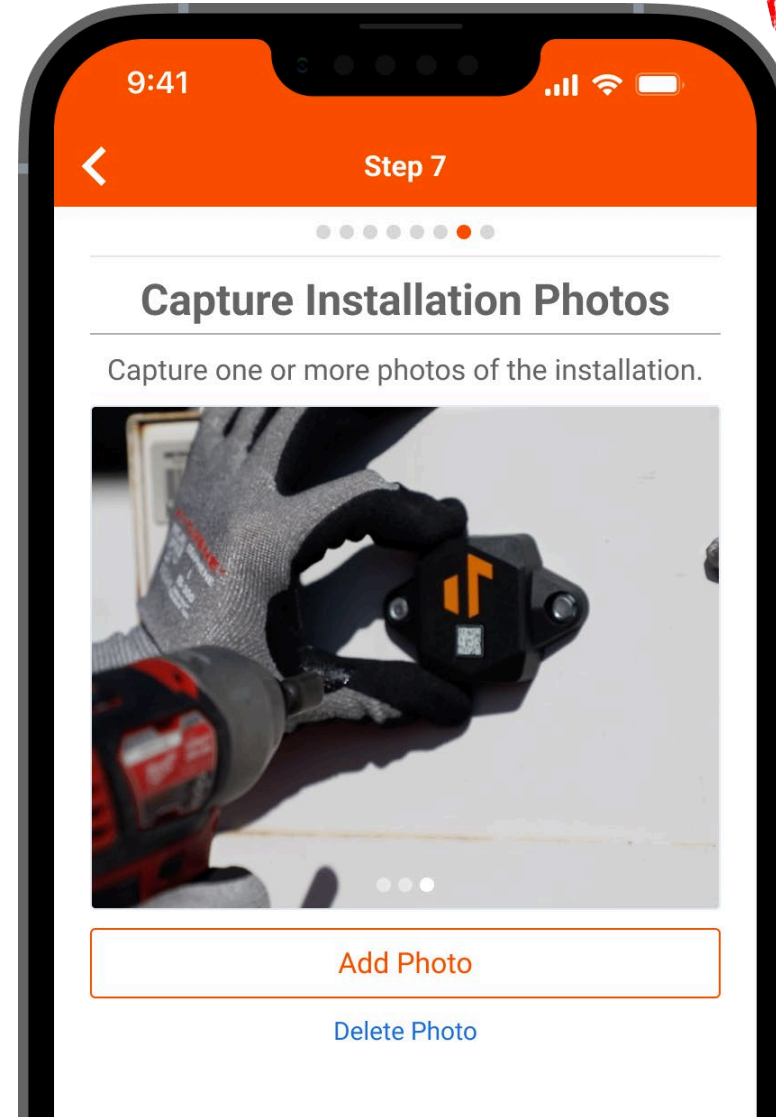 9:41
Step 7
Capture Installation Photos
Capture one or more photos of the installation.
Add Photo
Delete Photo